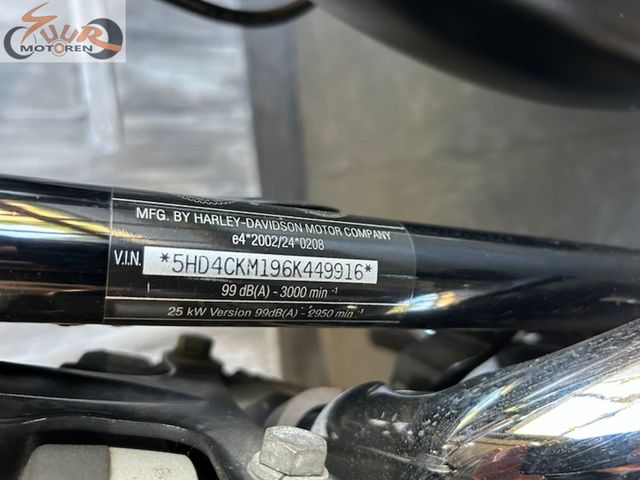 ZUUR
MOTOREN
MFG. BY HARLEY-DAVIDSON MOTOR COMPANY
e4*2002/24*0208
V.I.N. *5HD4CKM196K449916*
99 dB(A) - 3000 min -1
25 kW Version 99dB(A) - 2950 min -1